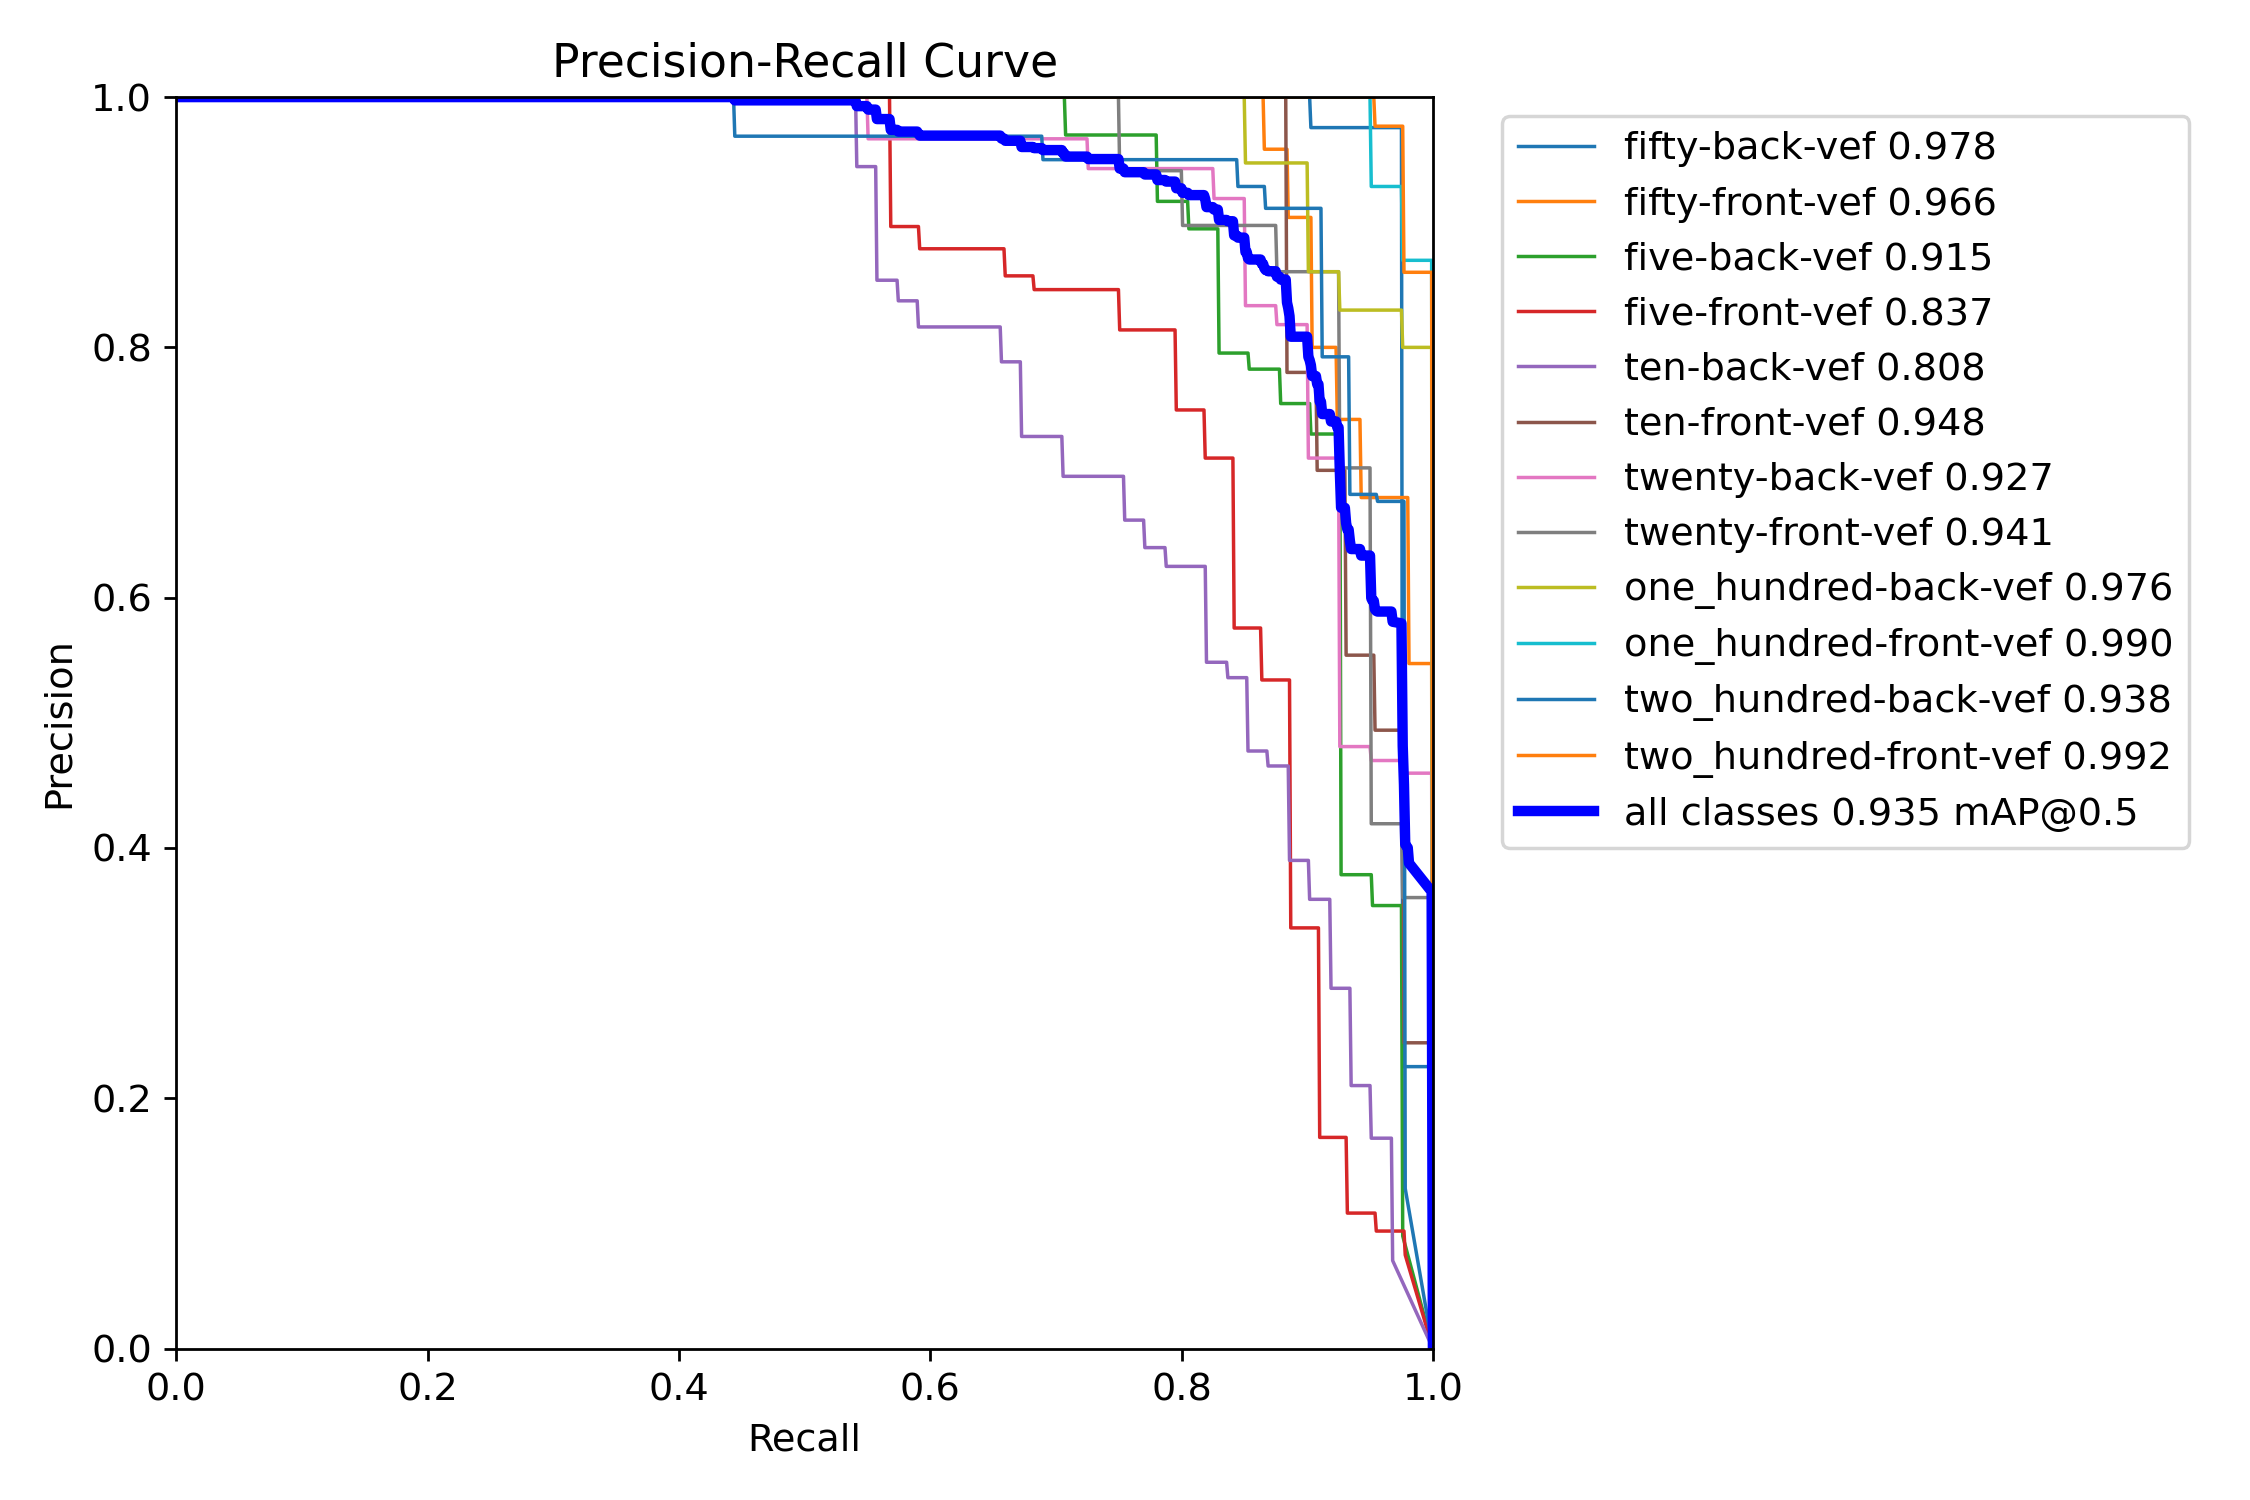 Precision-Recall Curve
1.0
0.8
0.6
0.4
0.2
0.0
Precision
0.0 0.2 0.4 0.6 0.8 1.0
Recall
fifty-back-vef 0.978
fifty-front-vef 0.966
five-back-vef 0.915
five-front-vef 0.837
ten-back-vef 0.808
ten-front-vef 0.948
twenty-back-vef 0.927
twenty-front-vef 0.941
one_hundred-back-vef 0.976
one_hundred-front-vef 0.990
two_hundred-back-vef 0.938
two_hundred-front-vef 0.992
all classes 0.935 mAP@0.5